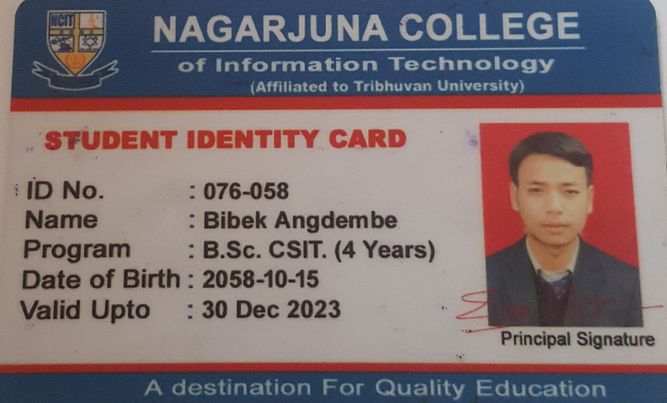 NCIT
NAGARJUNA COLLEGE
of Information Technology
(Affiliated to Tribhuvan University)
STUDENT IDENTITY CARD
ID No. : 076-058
Name : Bibek Angdembe
Program : B.Sc. CSIT. (4 Years)
Date of Birth : 2058-10-15
Valid Upto : 30 Dec 2023
Principal Signature
A destination For Quality Education